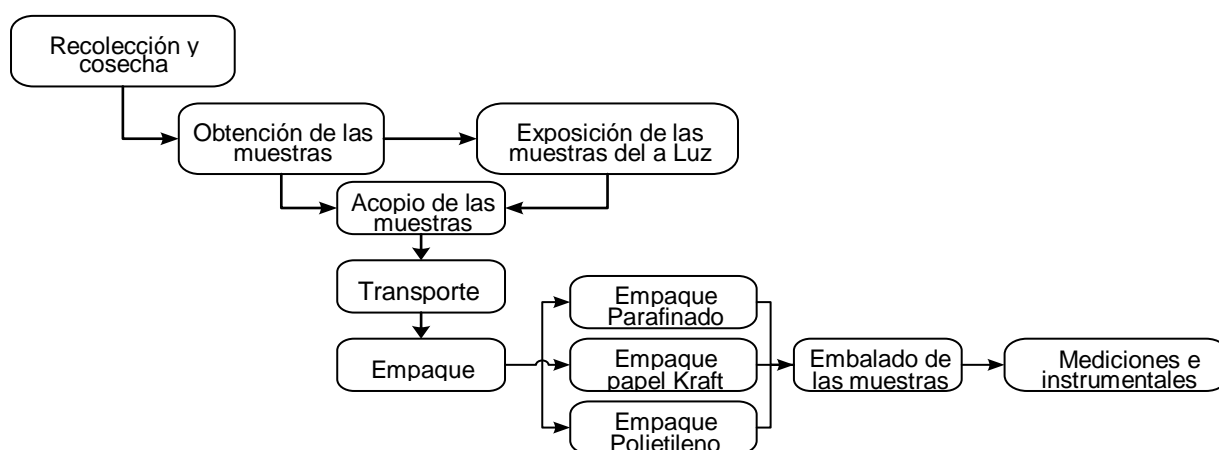 Recolección y
cosecha
Obtención de las
muestras
Exposición de las
muestras del a Luz
Acopio de las
muestras
Transporte
Empaque
Empaque
Parafinado
Empaque
papel Kraft
Empaque
Polietileno
Embalado de
las muestras
Mediciones e
instrumentales